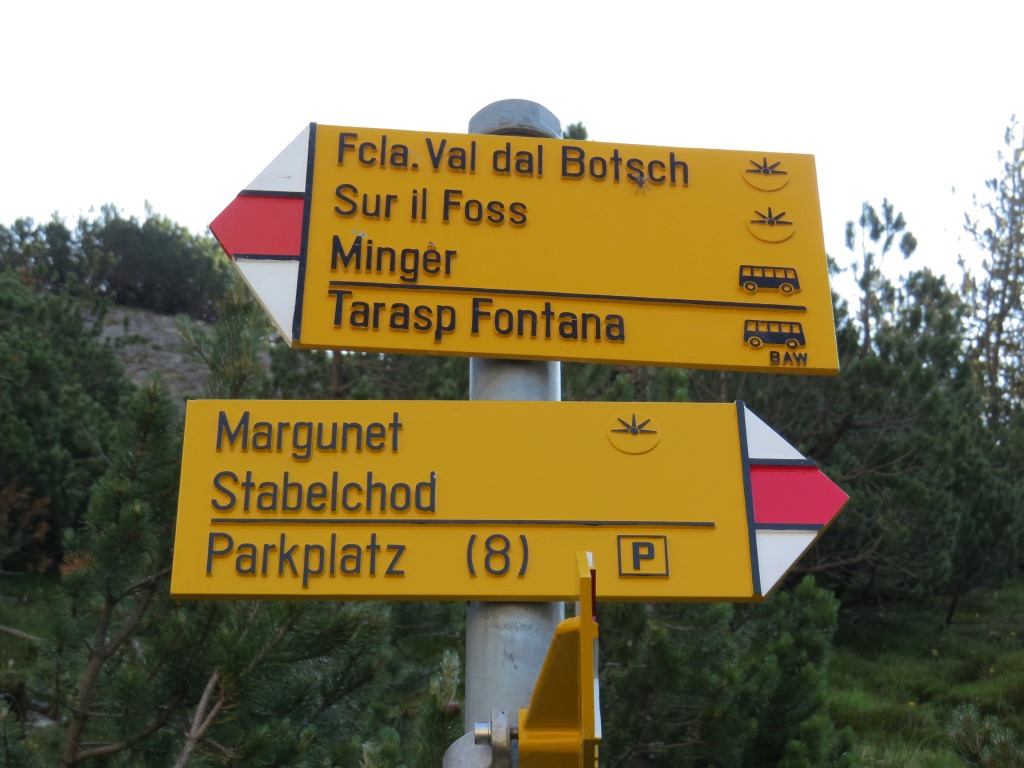 Fcla. Val dal Botsch
Sur il Foss
Mingèr
Tarasp Fontana
BAW
Margunet
Stabelchod
Parkplatz (8) P